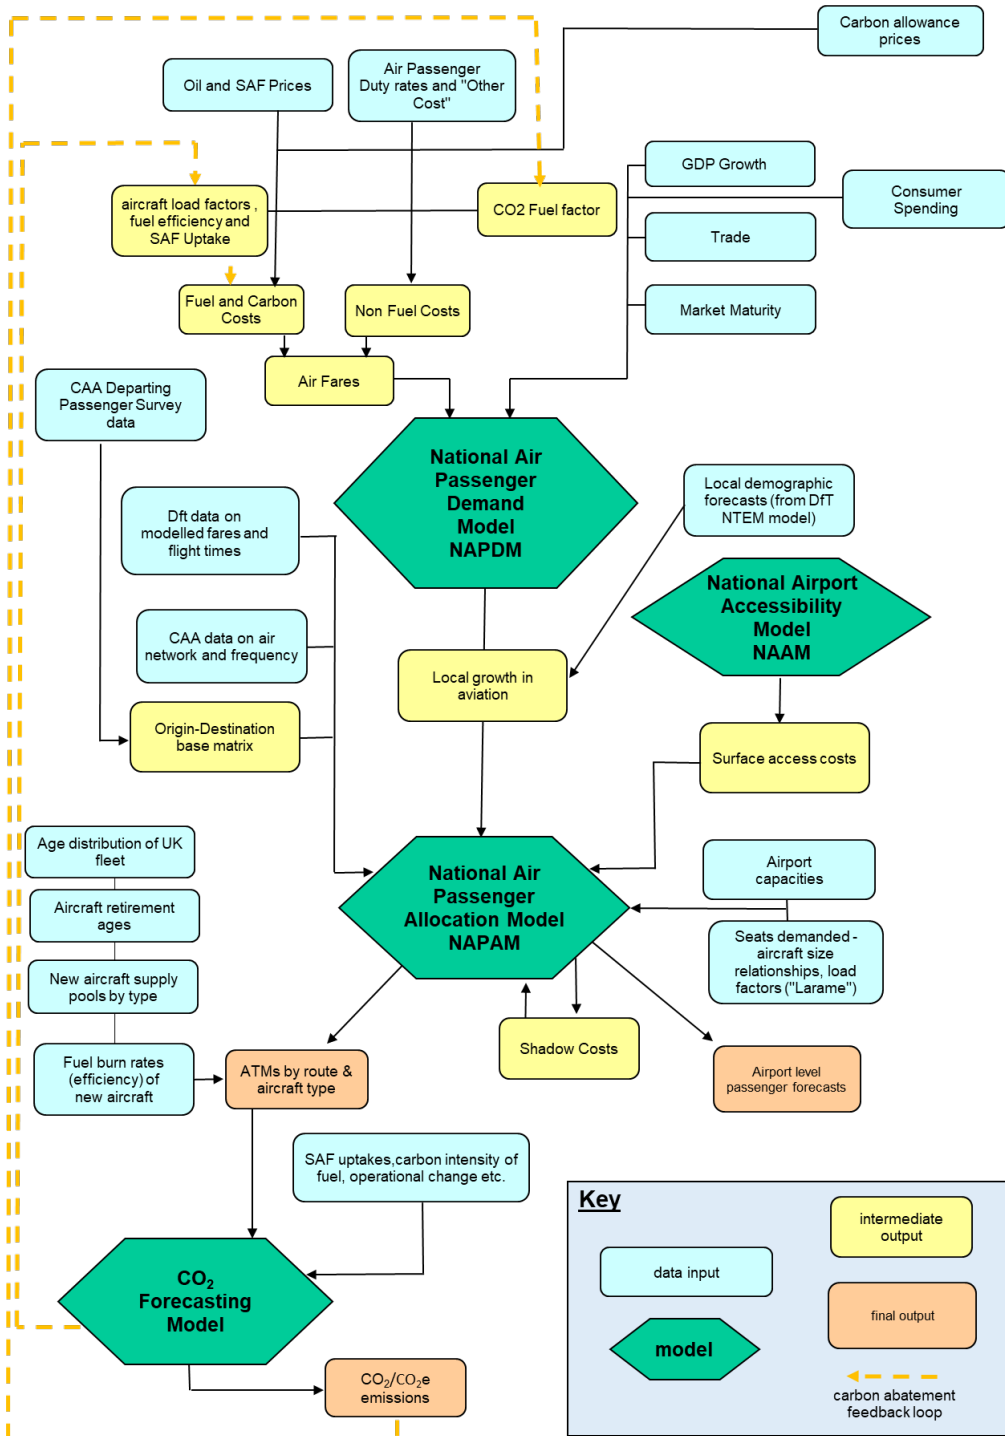 Carbon allowance
prices
Air Passenger
Duty rates and "Other
Cost"
Oil and SAF Prices
GDP Growth
Consumer
Spending
aircraft load factors ,
fuel efficiency and
SAF Uptake
CO2 Fuel factor
Trade
Fuel and Carbon
Costs
Non Fuel Costs
Market Maturity
Air Fares
CAA Departing
Passenger Survey
data
National Air
Passenger
Demand
Model
NAPDM
Local demographic
forecasts (from DfT
NTEM model)
Dft data on
modelled fares and
flight times
National Airport
Accessibility
Model
NAAM
CAA data on air
network and frequency
Local growth in
aviation
Origin-Destination
base matrix
Surface access costs
Age distribution of UK
fleet
National Air
Passenger
Allocation Model
NAPAM
Airport
capacities
Aircraft retirement
ages
Seats demanded -
aircraft size
relationships, load
factors ("Larame")
New aircraft supply
pools by type
Shadow Costs
Fuel burn rates
(efficiency) of
new aircraft
ATMs by route &
aircraft type
Airport level
passenger forecasts
SAF uptakes,carbon intensity of
fuel, operational change etc.
CO₂
Forecasting
Model
CO₂/CO₂e
emissions
Key
intermediate
output
data input
final output
model
carbon abatement
feedback loop